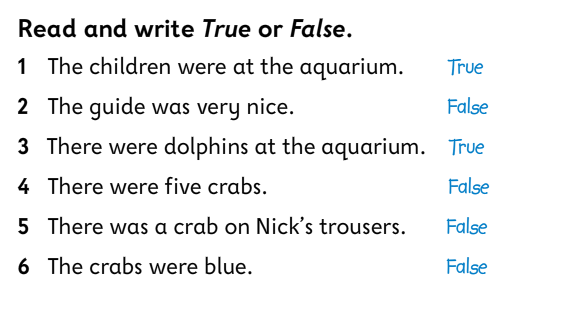 Read and write True or False.
1 The children were at the aquarium. True
2 The guide was very nice. False
3 There were dolphins at the aquarium. True
4 There were five crabs. False
5 There was a crab on Nick's trousers. False
6 The crabs were blue. False